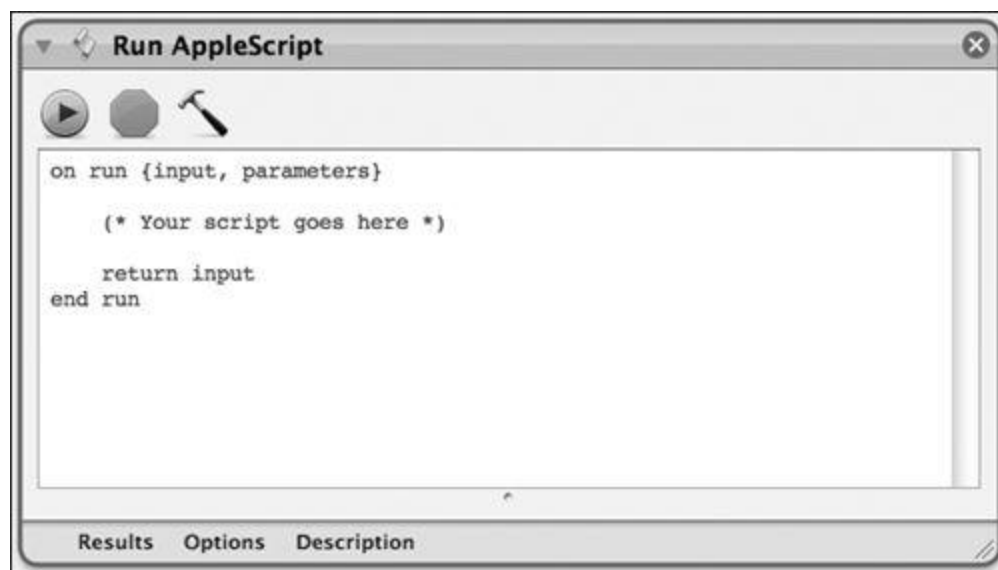 Run AppleScript
on run {input, parameters}
(* Your script goes here *)
return input
end run
Results Options Description